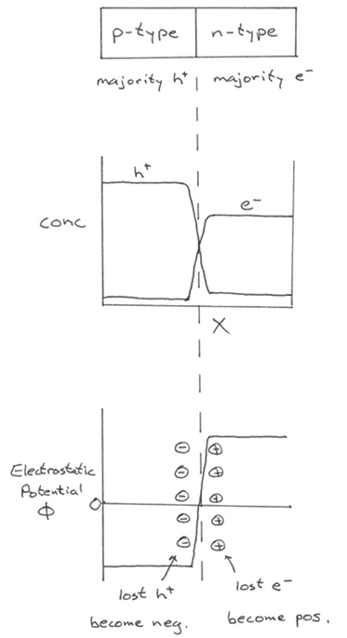 p-type n-type
majority h⁺ majority e⁻
h⁺
e⁻
conc
X
⊖ ⊕
⊖ ⊕
Electrostatic
Potential
Φ
0
⊖ ⊕
⊖ ⊕
⊖ ⊕
lost h⁺ lost e⁻
become neg. become pos.